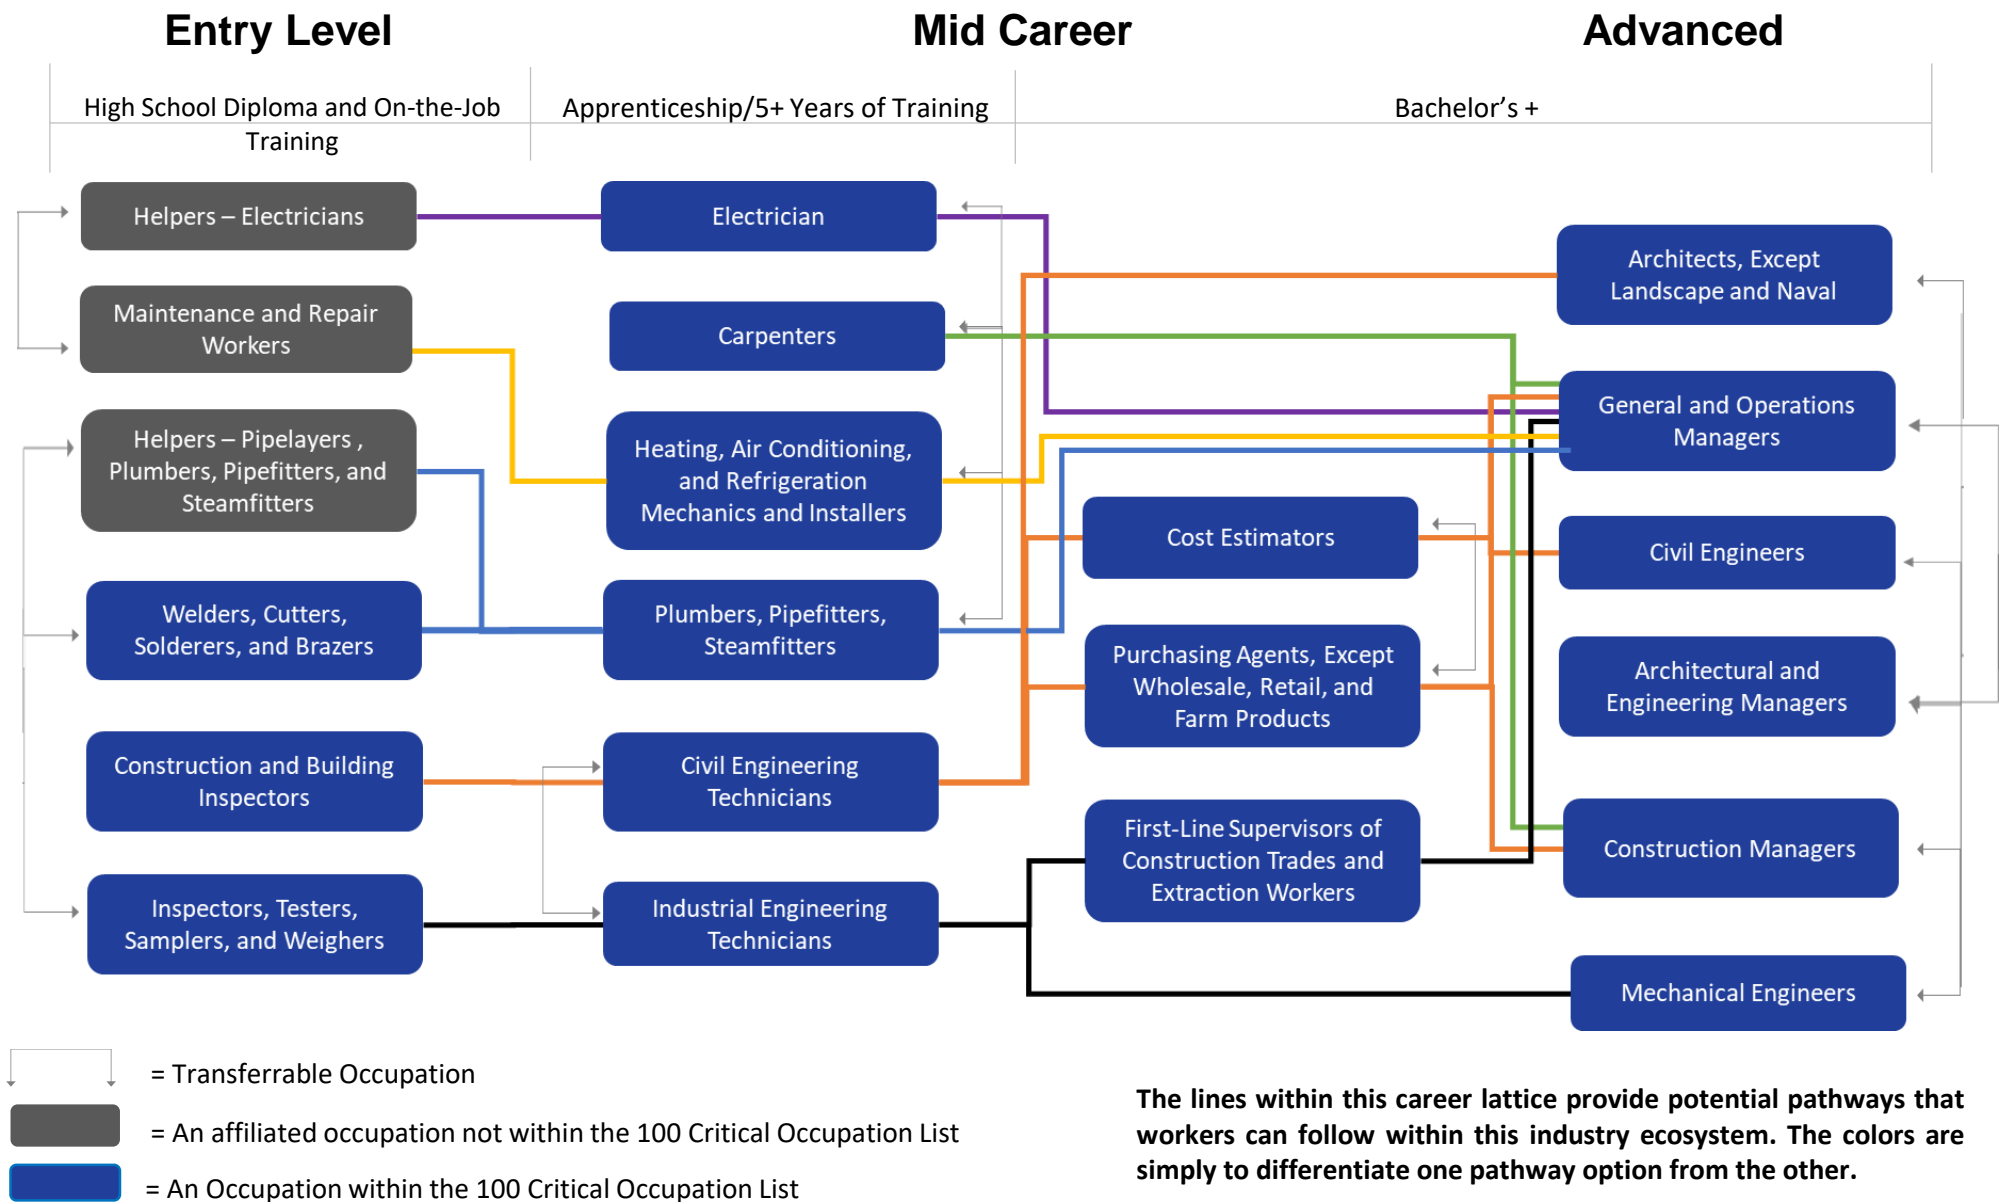 Entry Level
Mid Career
Advanced
High School Diploma and On-the-Job
Training
Apprenticeship/5+ Years of Training
Bachelor’s +
Helpers – Electricians
Maintenance and Repair
Workers
Helpers – Pipelayers ,
Plumbers, Pipefitters, and
Steamfitters
Welders, Cutters,
Solderers, and Brazers
Construction and Building
Inspectors
Inspectors, Testers,
Samplers, and Weighers
Electrician
Carpenters
Heating, Air Conditioning,
and Refrigeration
Mechanics and Installers
Plumbers, Pipefitters,
Steamfitters
Civil Engineering
Technicians
Industrial Engineering
Technicians
Cost Estimators
Purchasing Agents, Except
Wholesale, Retail, and
Farm Products
First-Line Supervisors of
Construction Trades and
Extraction Workers
Architects, Except
Landscape and Naval
General and Operations
Managers
Civil Engineers
Architectural and
Engineering Managers
Construction Managers
Mechanical Engineers
= Transferrable Occupation
= An affiliated occupation not within the 100 Critical Occupation List
= An Occupation within the 100 Critical Occupation List
The lines within this career lattice provide potential pathways that
workers can follow within this industry ecosystem. The colors are
simply to differentiate one pathway option from the other.